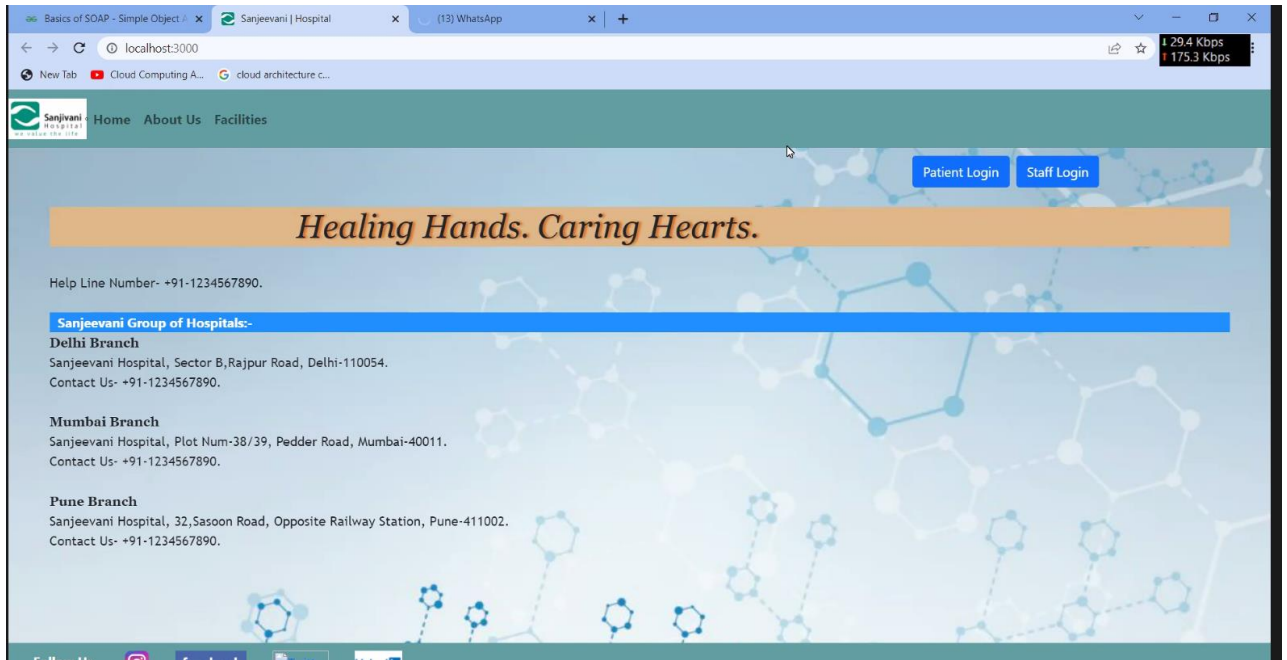 Basics of SOAP - Simple Object A
Sanjeevani | Hospital
(13) WhatsApp
localhost:3000
29.4 Kbps
175.3 Kbps
New Tab
Cloud Computing A...
cloud architecture c...
Sanjivani
Hospital
we value the life
Home About Us Facilities
Patient Login Staff Login
Healing Hands. Caring Hearts.
Help Line Number- +91-1234567890.
Sanjeevani Group of Hospitals:-
Delhi Branch
Sanjeevani Hospital, Sector B,Rajpur Road, Delhi-110054.
Contact Us- +91-1234567890.
Mumbai Branch
Sanjeevani Hospital, Plot Num-38/39, Pedder Road, Mumbai-40011.
Contact Us- +91-1234567890.
Pune Branch
Sanjeevani Hospital, 32,Sasoon Road, Opposite Railway Station, Pune-411002.
Contact Us- +91-1234567890.